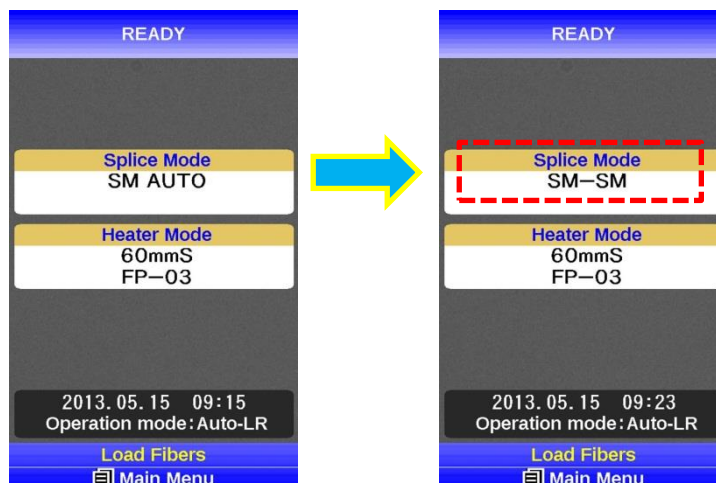 READY
Splice Mode
SM AUTO
Heater Mode
60mmS
FP-03
2013.05.15 09:15
Operation mode:Auto-LR
Load Fibers
Main Menu
READY
Splice Mode
SM-SM
Heater Mode
60mmS
FP-03
2013.05.15 09:23
Operation mode:Auto-LR
Load Fibers
Main Menu